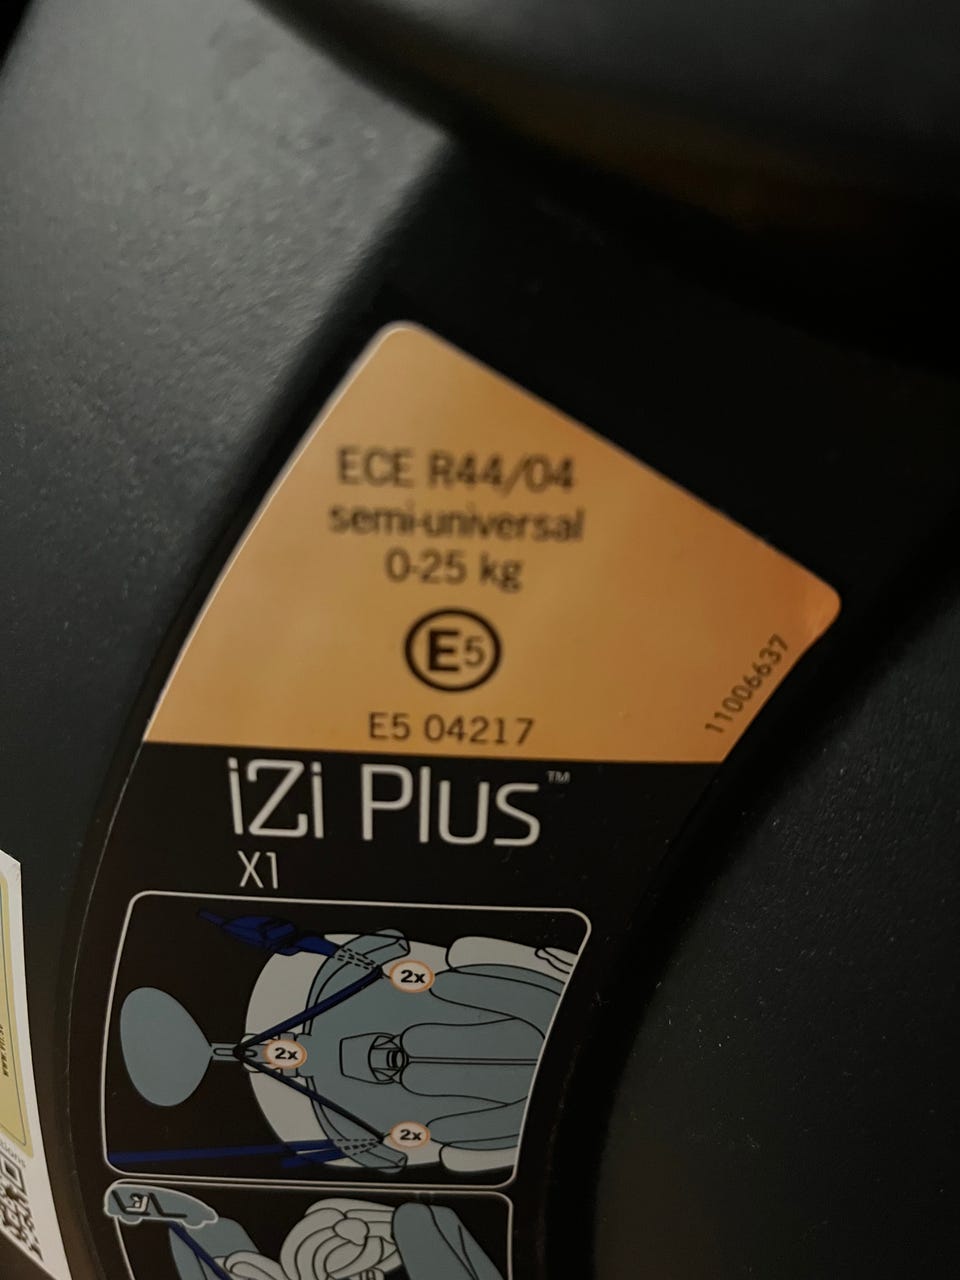 ECE R44/04
semi-universal
0-25 kg
E5
E5 04217
11006637
iZi Plus™
X1
2x
2x
2x